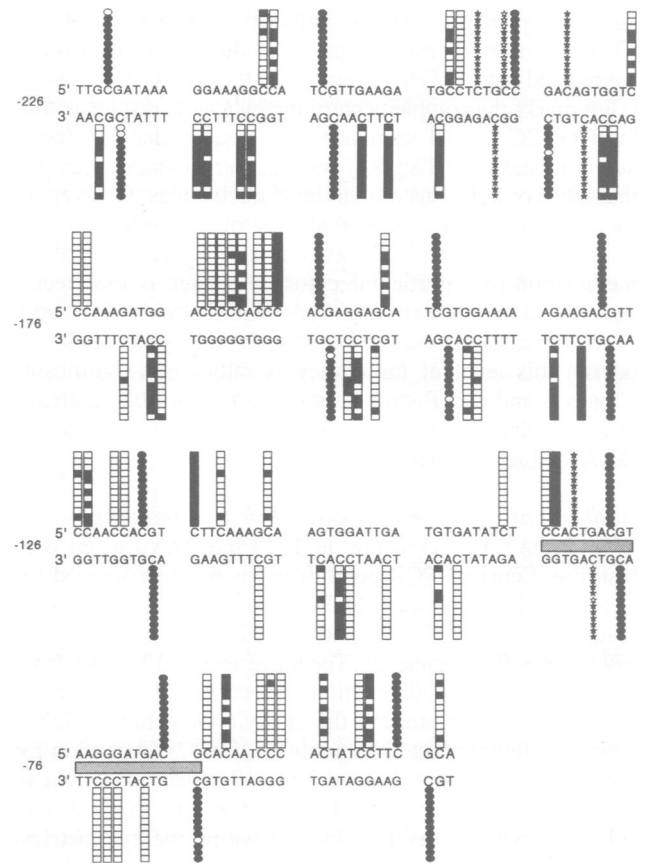 5' TTGCGATAAA GGAAAGGCCA TCGTTGAAGA TGCCTCTGCC GACAGTGGTC
-226
3' AACGCTATTT CCTTTCCGGT AGCAACTTCT ACGGAGACGG CTGTCACCAG
5' CCAAAGATGG ACCCCCACCC ACGAGGAGCA TCGTGGAAAA AGAAGACGTT
-176
3' GGTTTCTACC TGGGGGTGGG TGCTCCTCGT AGCACCTTTT TCTTCTGCAA
5' CCAACCACGT CTTCAAAGCA AGTGGATTGA TGTGATATCT CCACTGACGT
-126
3' GGTTGGTGCA GAAGTTTCGT TCACCTAACT ACACTATAGA GGTGACTGCA
5' AAGGGATGAC GCACAATCCC ACTATCCTTC GCA
-76
3' TTCCCTACTG CGTGTTAGGG TGATAGGAAG CGT